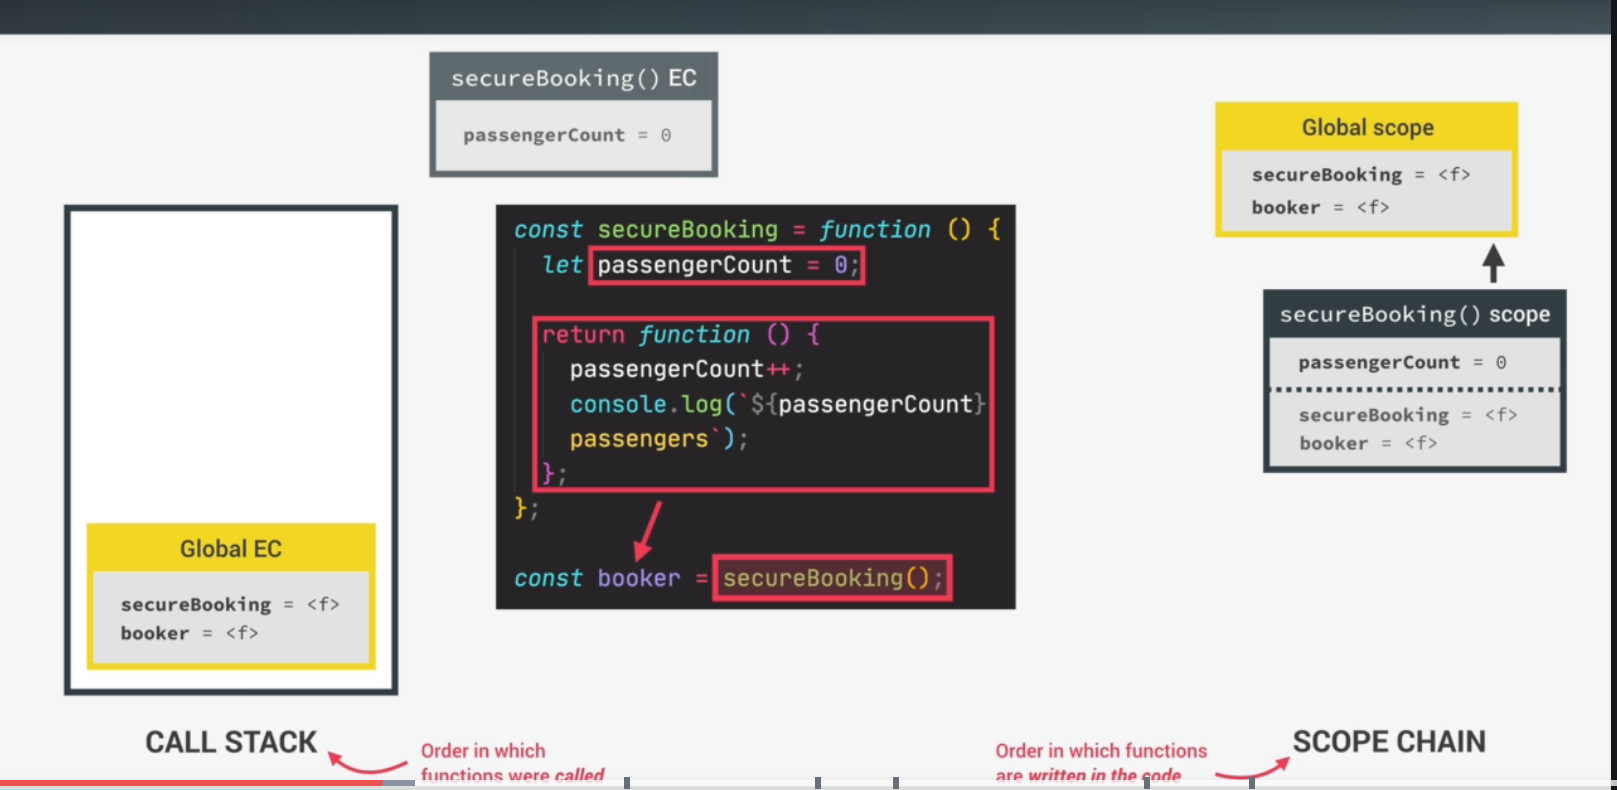 secureBooking() EC
passengerCount = 0
Global scope
secureBooking = <f>
booker = <f>
const secureBooking = function () {
let passengerCount = 0;
return function () {
passengerCount++;
console.log(`${passengerCount}
passengers`);
};
};
const booker = secureBooking();
secureBooking() scope
passengerCount = 0
secureBooking = <f>
booker = <f>
Global EC
secureBooking = <f>
booker = <f>
CALL STACK
Order in which
functions were called
Order in which functions
are written in the code
SCOPE CHAIN